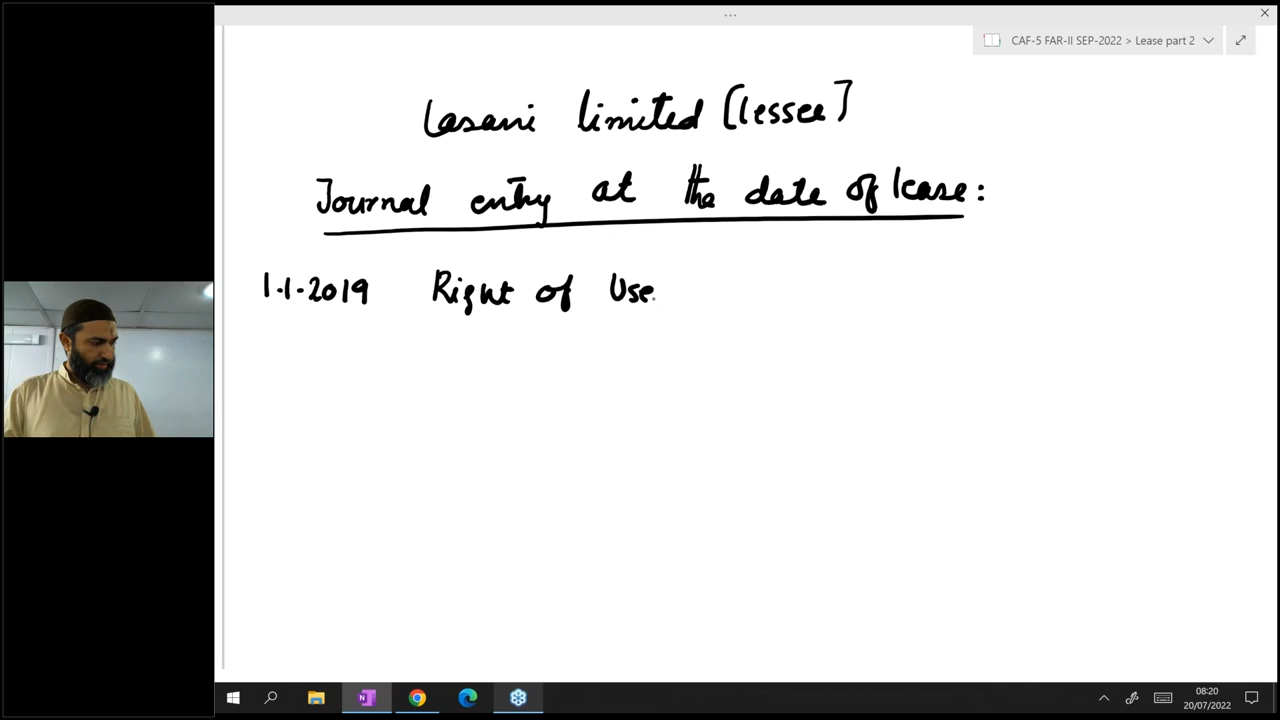 CAF-5 FAR-II SEP-2022 > Lease part 2
Lasani limited [lessee]
Journal entry at the date of lease:
1.1.2019 Right of Use
08:20
20/07/2022